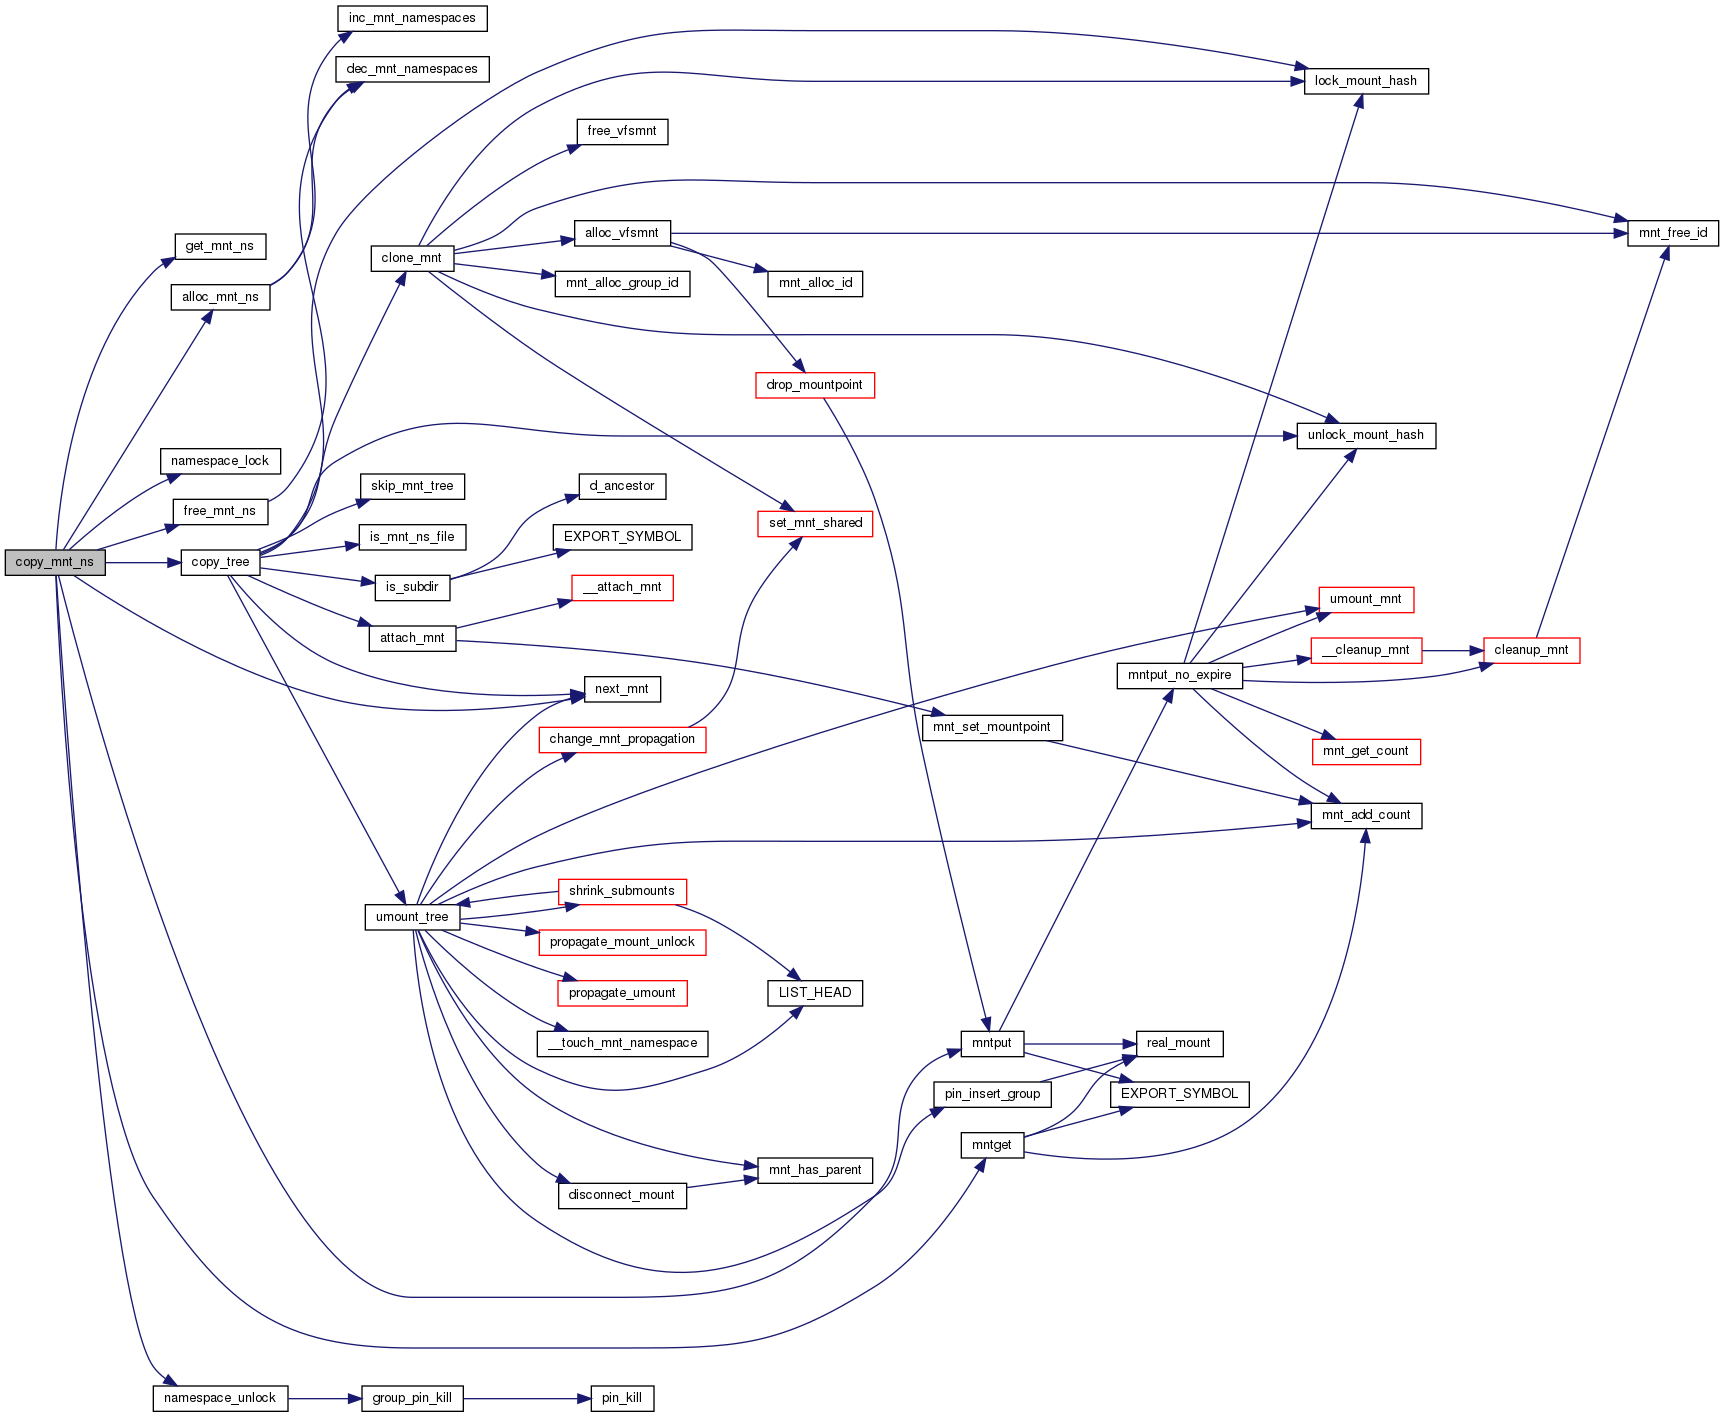 inc_mnt_namespaces
dec_mnt_namespaces
lock_mount_hash
free_vfsmnt
get_mnt_ns
clone_mnt
alloc_vfsmnt
mnt_free_id
alloc_mnt_ns
mnt_alloc_group_id
mnt_alloc_id
drop_mountpoint
unlock_mount_hash
namespace_lock
skip_mnt_tree
d_ancestor
free_mnt_ns
set_mnt_shared
is_mnt_ns_file
EXPORT_SYMBOL
copy_mnt_ns
copy_tree
is_subdir
__attach_mnt
umount_mnt
attach_mnt
__cleanup_mnt
cleanup_mnt
mntput_no_expire
next_mnt
mnt_set_mountpoint
change_mnt_propagation
mnt_get_count
mnt_add_count
shrink_submounts
umount_tree
propagate_mount_unlock
propagate_umount
LIST_HEAD
__touch_mnt_namespace
mntput
real_mount
pin_insert_group
EXPORT_SYMBOL
mntget
mnt_has_parent
disconnect_mount
namespace_unlock
group_pin_kill
pin_kill